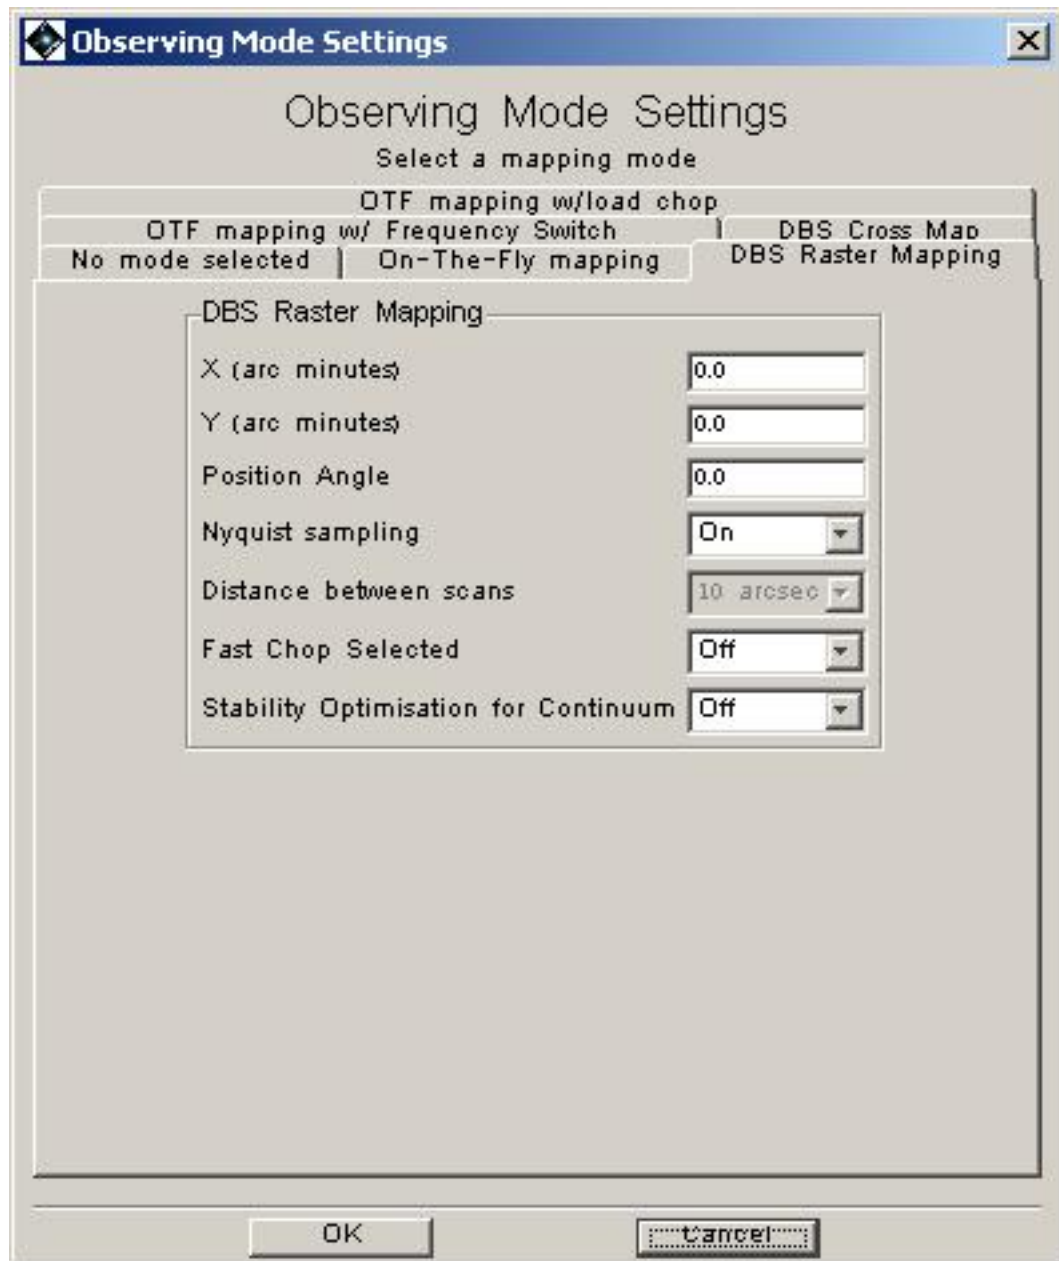 Observing Mode Settings
Observing Mode Settings
Select a mapping mode
OTF mapping w/load chop
OTF mapping w/ Frequency Switch
DBS Cross Map
No mode selected
On-The-Fly mapping
DBS Raster Mapping
DBS Raster Mapping
X (arc minutes) 0.0
Y (arc minutes) 0.0
Position Angle 0.0
Nyquist sampling On
Distance between scans 10 arcsec
Fast Chop Selected Off
Stability Optimisation for Continuum Off
OK Cancel